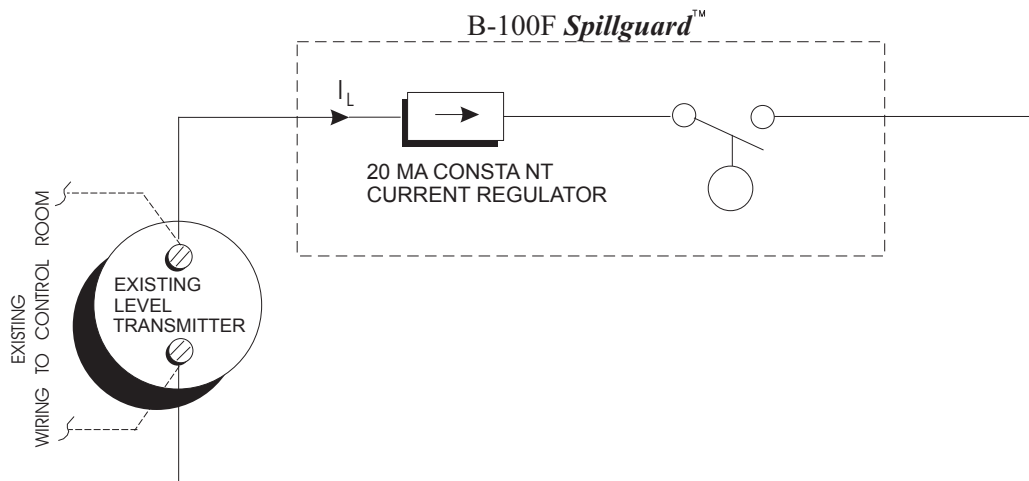 B-100F Spillguard™
I L
20 MA CONSTA NT
CURRENT REGULATOR
EXISTING
WIRING TO CONTROL ROOM
EXISTING
LEVEL
TRANSMITTER